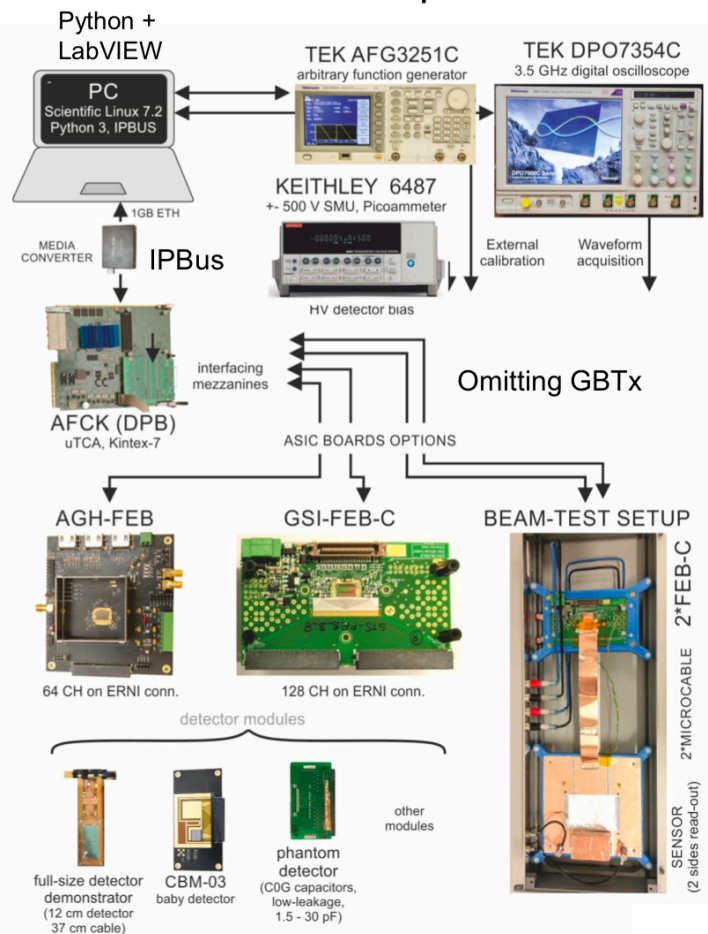 Python +
LabVIEW
PC
Scientific Linux 7.2
Python 3, IPBUS
TEK AFG3251C
arbitrary function generator
TEK DPO7354C
3.5 GHz digital oscilloscope
KEITHLEY 6487
+- 500 V SMU, Picoammeter
HV detector bias
External
calibration
Waveform
acquisition
1GB ETH
MEDIA
CONVERTER
IPBus
AFCK (DPB)
uTCA, Kintex-7
interfacing
mezzanines
Omitting GBTx
ASIC BOARDS OPTIONS
AGH-FEB
64 CH on ERNI conn.
GSI-FEB-C
128 CH on ERNI conn.
BEAM-TEST SETUP
2*FEB-C
2*MICROCABLE
SENSOR
(2 sides read-out)
detector modules
full-size detector
demonstrator
(12 cm detector
37 cm cable)
CBM-03
baby detector
phantom
detector
(C0G capacitors,
low-leakage,
1.5 - 30 pF)
other
modules